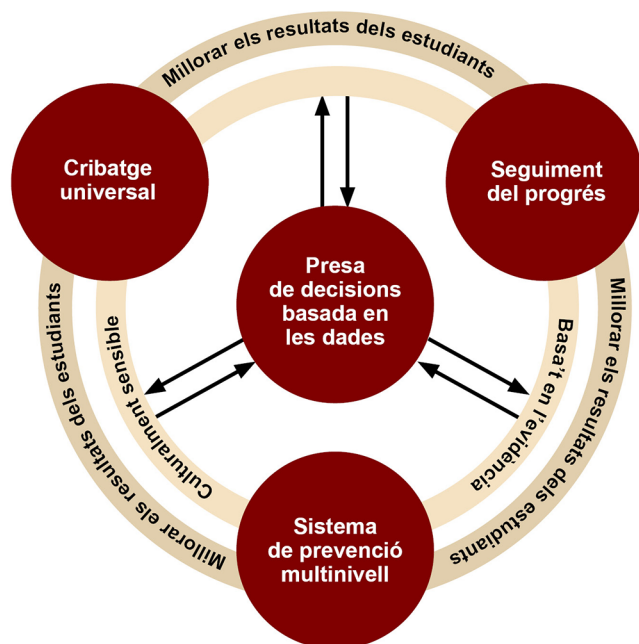 Millorar els resultats dels estudiants
Cribatge
universal
Seguiment
del progrés
Presa
de decisions
basada en
les dades
Millorar els resultats dels estudiants
Culturalment sensible
Basa't en l'evidència
Millorar els resultats dels estudiants
Sistema
de prevenció
multinivell